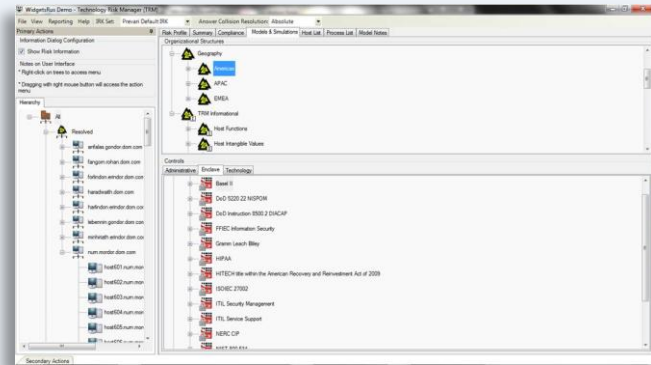 WidgetsRus Demo - Technology Risk Manager (TRM)
File View Reporting Help IRK Set: Prevari Default IRK Answer Collision Resolution: Absolute
Primary Actions
Information Dialog Configuration
Show Risk Information
Notes on User Interface
* Right-click on trees to access menu
* Dragging with right mouse button will access the action menu
Hierarchy
All
Resolved
anfalas.gondor.dom.com
fangorn.rohan.dom.com
forlindon.eriador.dom.com
haradwaith.dom.com
harlindon.eriador.dom.com
lebennin.gondor.dom.com
minhiriath.eriador.dom.co
num.mordor.dom.com
host601.num.mor
host602.num.mor
host603.num.mor
host604.num.mor
host605.num.mor
Secondary Actions
Risk Profile Summary Compliance Models & Simulations Host List Process List Model Notes
Organizational Structures
Geography
Americas
APAC
EMEA
TRM Informational
Host Functions
Host Intangible Values
Controls
Administrative Enclave Technology
Basel II
DoD 5220.22 NISPOM
DoD Instruction 8500.2 DIACAP
FFIEC Information Security
Gramm Leach Bliley
HIPAA
HITECH title within the American Recovery and Reinvestment Act of 2009
ISO/IEC 27002
ITIL Security Management
ITIL Service Support
NERC CIP